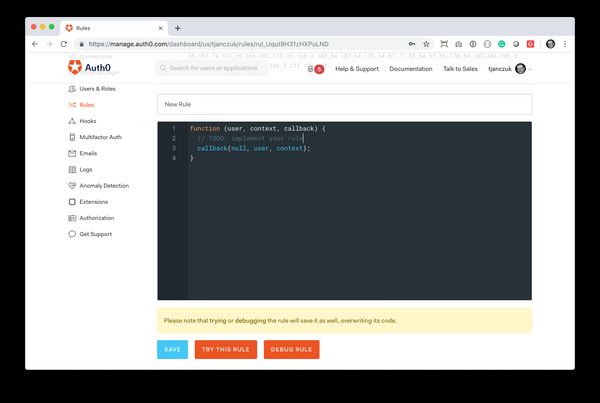 Rules
https://manage.auth0.com/dashboard/us/tjanczuk/rules/rul_Uqut9H31zHXPuLND
Auth0
Search for users or applications
5
Help & Support
Documentation
Talk to Sales
tjanczuk
Users & Roles
Rules
Hooks
Multifactor Auth
Emails
Logs
Anomaly Detection
Extensions
Authorization
Get Support
New Rule
1 function (user, context, callback) {
2 // TODO: implement your rule
3 callback(null, user, context);
4 }
Please note that trying or debugging the rule will save it as well, overwriting its code.
SAVE
TRY THIS RULE
DEBUG RULE